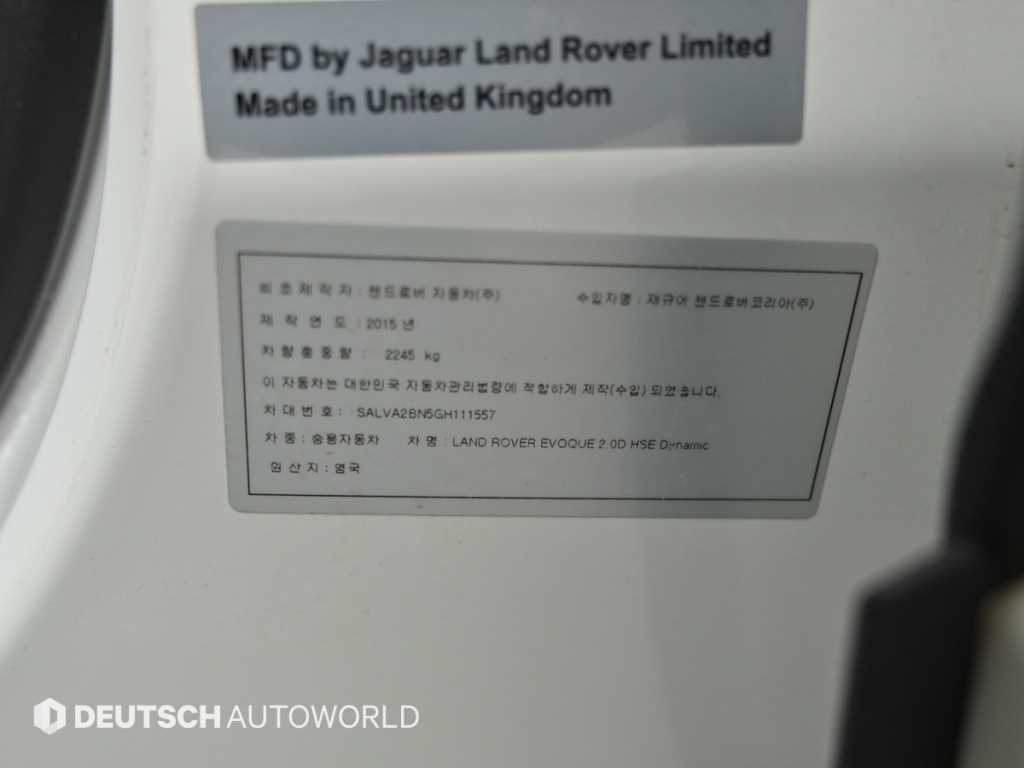 MFD by Jaguar Land Rover Limited
Made in United Kingdom
최초제작자 : 랜드로버 자동차(주) 수입자명 : 재규어 랜드로버코리아(주)
제 작 연 도 : 2015 년
차 량 총 중 량 : 2245 kg
이 자동차는 대한민국 자동차관리법령에 적합하게 제작(수입) 되었습니다.
차 대 번 호 : SALVA2BN5GH111557
차 종 : 승용자동차 차 명 : LAND ROVER EVOQUE 2.0D HSE Dynamic
원 산 지 : 영국
DEUTSCH AUTOWORLD